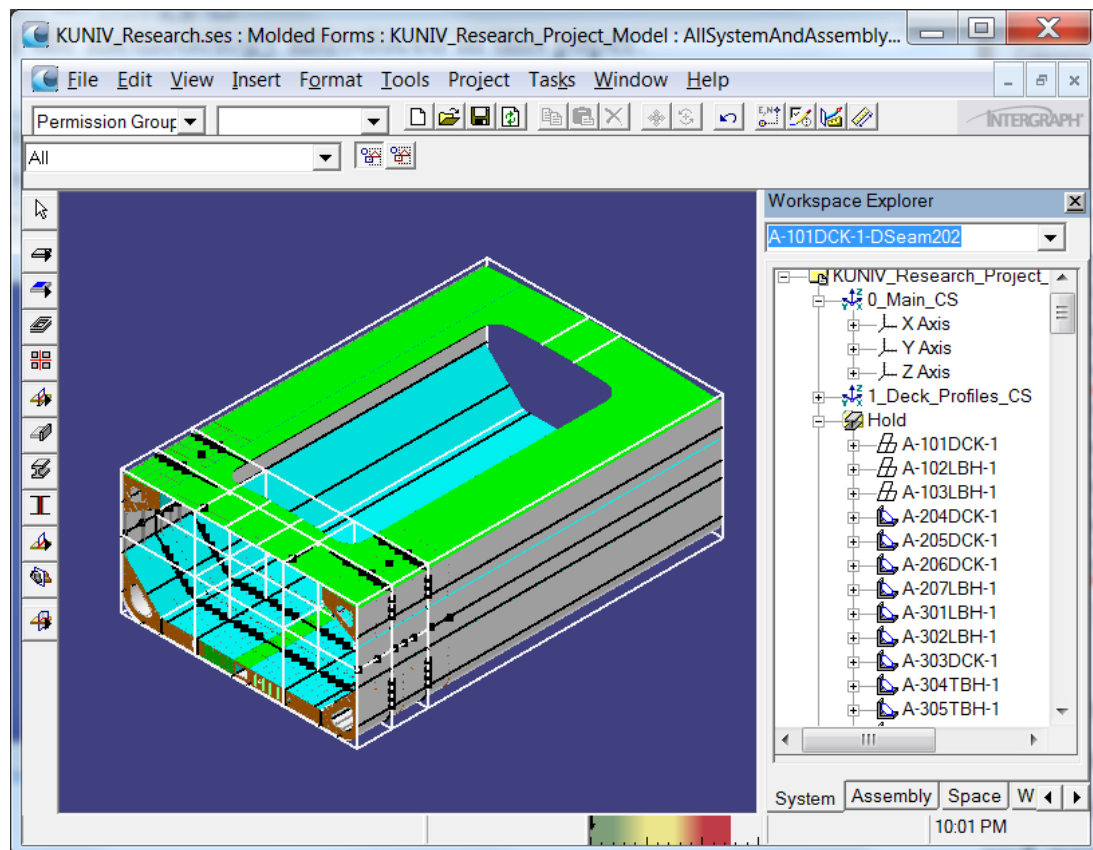 KUNIV_Research.ses : Molded Forms : KUNIV_Research_Project_Model : AllSystemAndAssembly...
File Edit View Insert Format Tools Project Tasks Window Help
Permission Group
INTERGRAPH
All
Workspace Explorer
A-101DCK-1-DSeam202
KUNIV_Research_Project_
0_Main_CS
X Axis
Y Axis
Z Axis
1_Deck_Profiles_CS
Hold
A-101DCK-1
A-102LBH-1
A-103LBH-1
A-204DCK-1
A-205DCK-1
A-206DCK-1
A-207LBH-1
A-301LBH-1
A-302LBH-1
A-303DCK-1
A-304TBH-1
A-305TBH-1
System Assembly Space W
10:01 PM